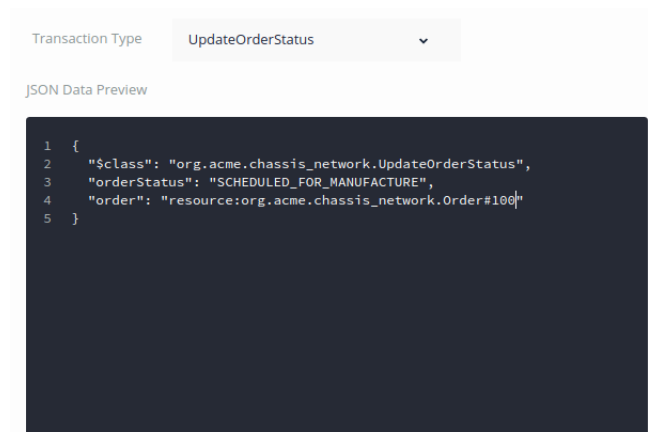 Transaction Type UpdateOrderStatus
JSON Data Preview
1 {
2 "$class": "org.acme.chassis_network.UpdateOrderStatus",
3 "orderStatus": "SCHEDULED_FOR_MANUFACTURE",
4 "order": "resource:org.acme.chassis_network.Order#100"
5 }